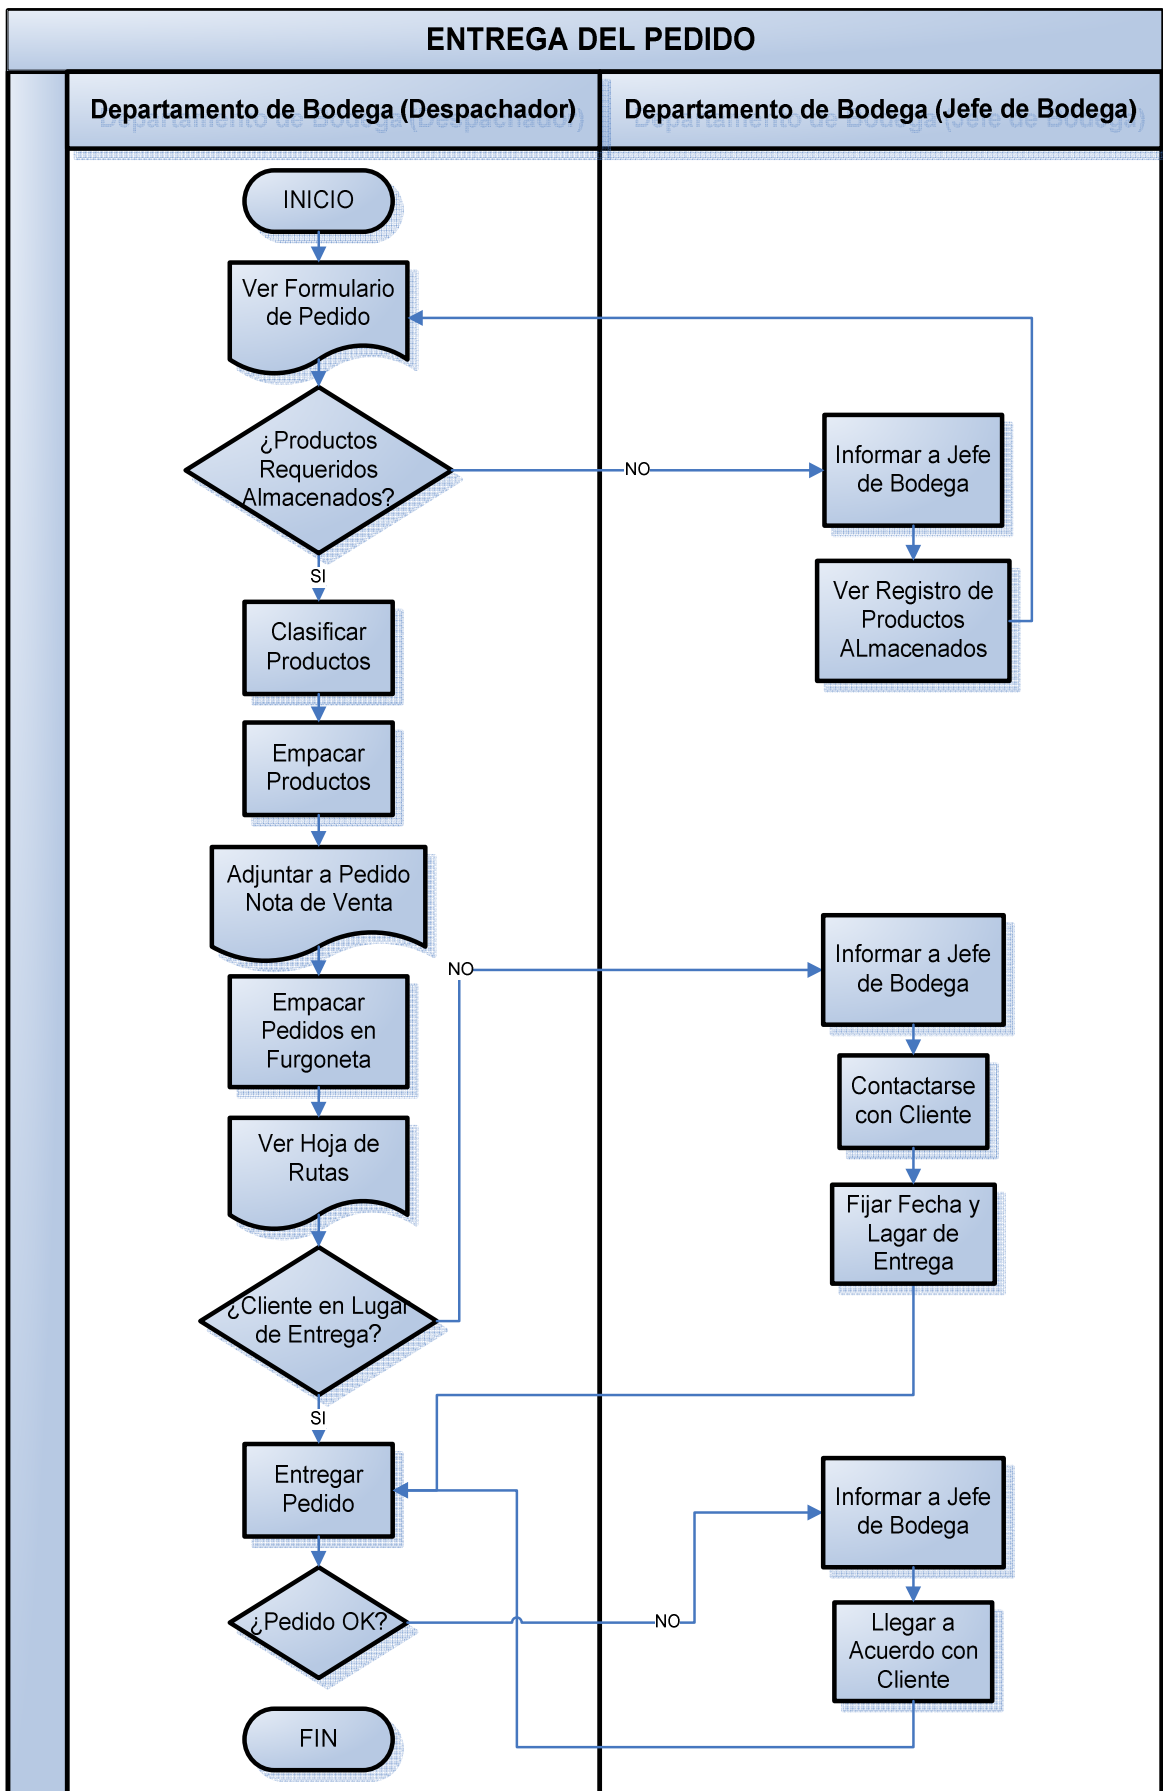 ENTREGA DEL PEDIDO
Departamento de Bodega (Despachador)
Departamento de Bodega (Jefe de Bodega)
INICIO
Ver Formulario
de Pedido
¿Productos
Requeridos
Almacenados?
NO
Informar a Jefe
de Bodega
Ver Registro de
Productos
ALmacenados
SI
Clasificar
Productos
Empacar
Productos
Adjuntar a Pedido
Nota de Venta
Empacar
Pedidos en
Furgoneta
Ver Hoja de
Rutas
¿Cliente en Lugar
de Entrega?
NO
Informar a Jefe
de Bodega
Contactarse
con Cliente
Fijar Fecha y
Lagar de
Entrega
SI
Entregar
Pedido
¿Pedido OK?
NO
Informar a Jefe
de Bodega
Llegar a
Acuerdo con
Cliente
FIN